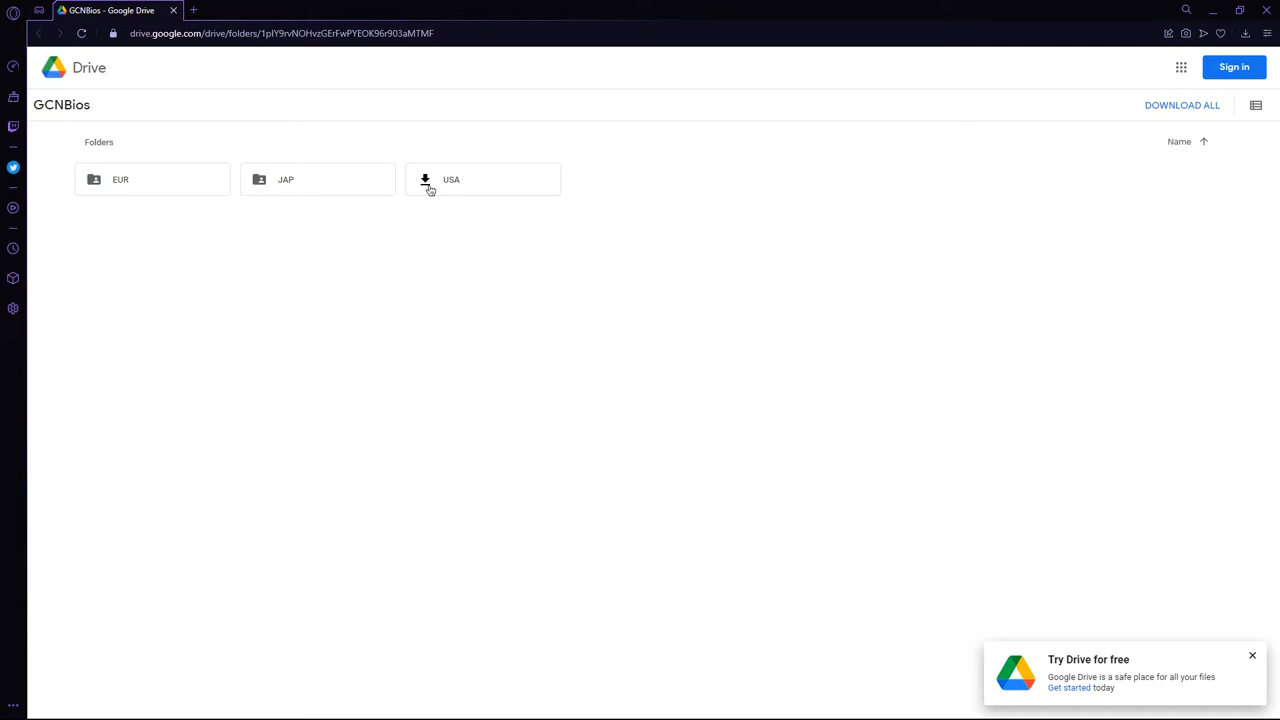 GCNBios - Google Drive
drive.google.com/drive/folders/1pIY9rvNOHvzGErFwPYEOK96r903aMTMF
Drive
Sign in
GCNBios
DOWNLOAD ALL
Folders
Name
EUR
JAP
USA
Try Drive for free
Google Drive is a safe place for all your files
Get started today